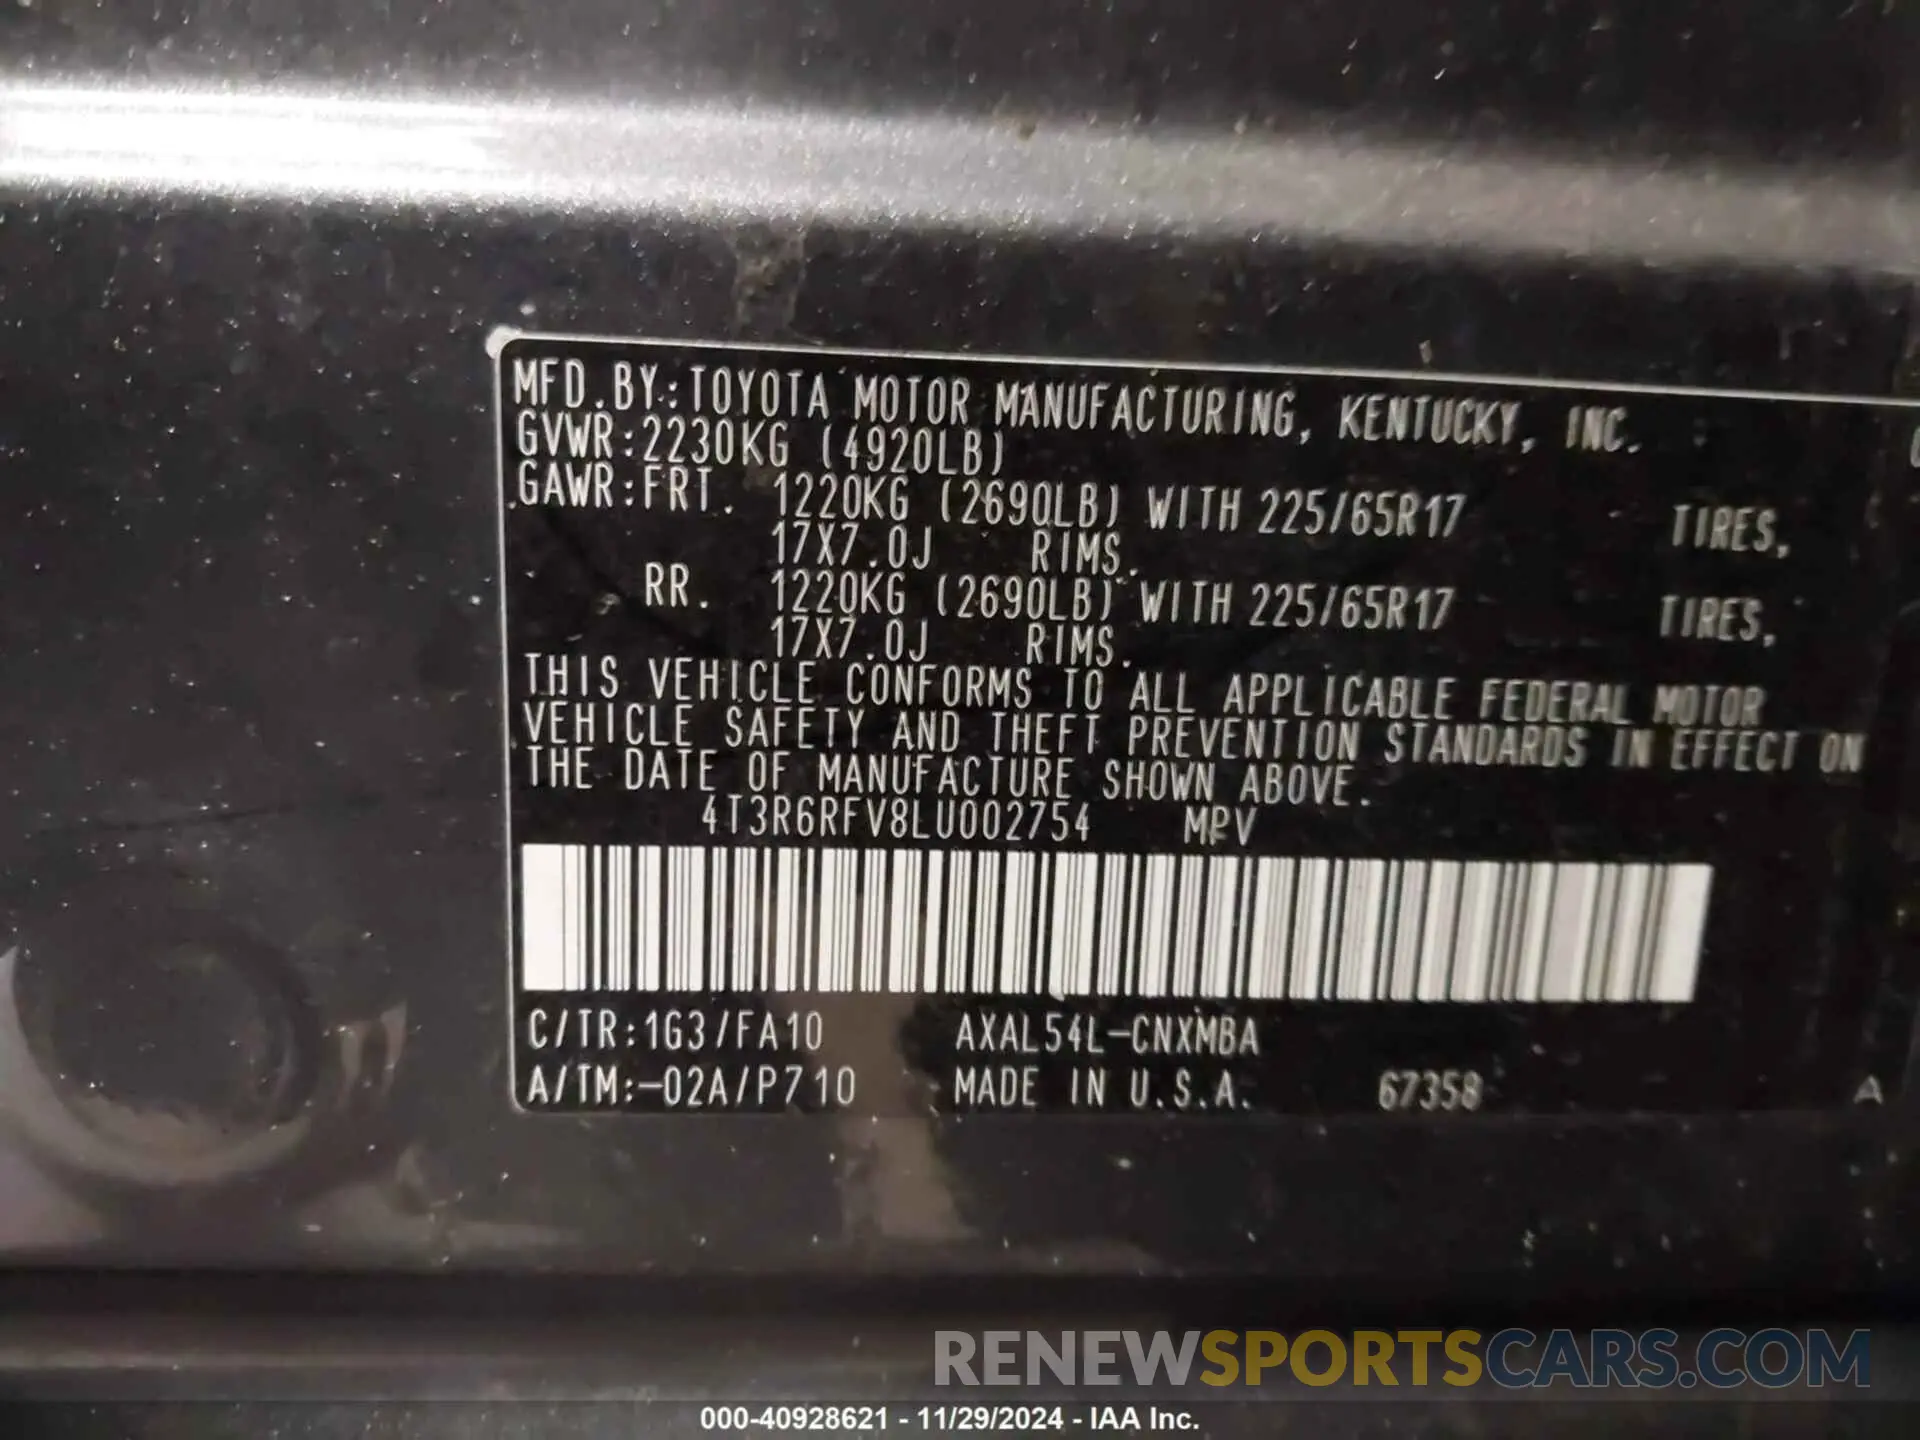 MFD.BY:TOYOTA MOTOR MANUFACTURING, KENTUCKY, INC.
GVWR:2230KG (4920LB)
GAWR:FRT. 1220KG (2690LB) WITH 225/65R17 TIRES,
17X7.0J RIMS.
RR. 1220KG (2690LB) WITH 225/65R17 TIRES,
17X7.0J RIMS.
THIS VEHICLE CONFORMS TO ALL APPLICABLE FEDERAL MOTOR
VEHICLE SAFETY AND THEFT PREVENTION STANDARDS IN EFFECT ON
THE DATE OF MANUFACTURE SHOWN ABOVE.
4T3R6RFV8LU002754 MPV
C/TR:1G3/FA10 AXAL54L-CNXMBA
A/TM:-02A/P710 MADE IN U.S.A. 67358 A
RENEWSPORTSCARS.COM
000-40928621 - 11/29/2024 - IAA Inc.